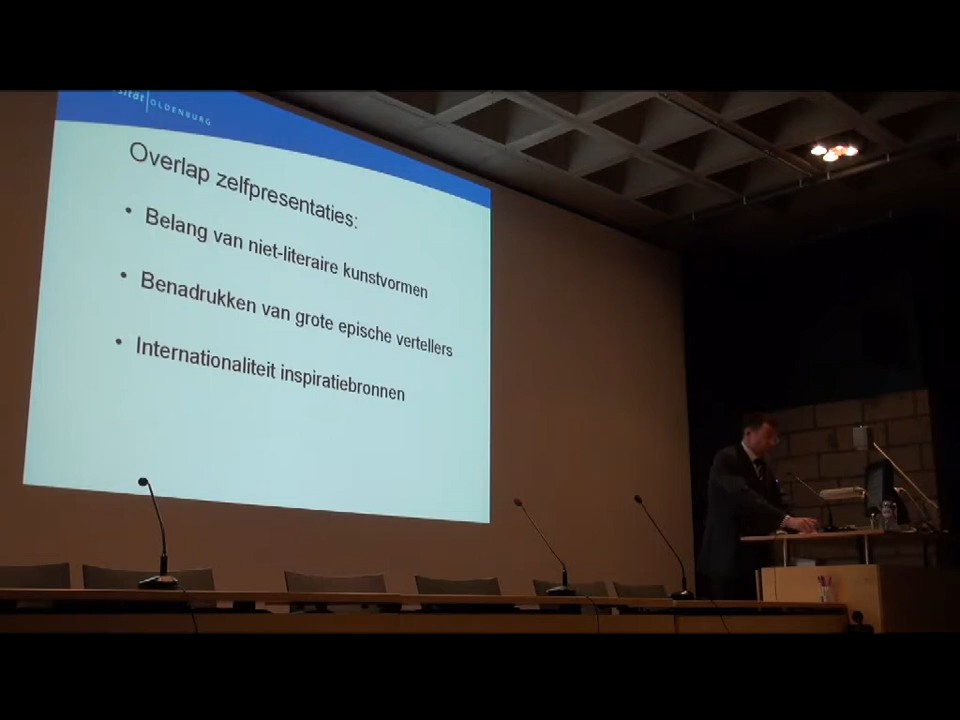 OLDENBURG
Overlap zelfpresentaties:
• Belang van niet-literaire kunstvormen
• Benadrukken van grote epische vertellers
• Internationaliteit inspiratiebronnen